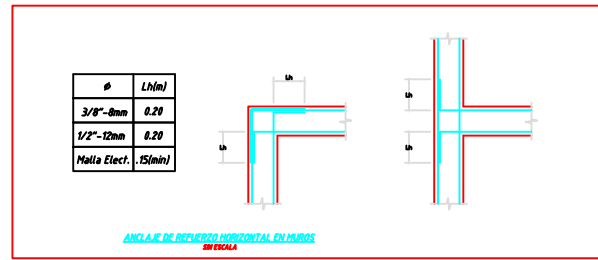 ø Lh(m)
3/8"-8mm 0.20
1/2"-12mm 0.20
Malla Elect. .15(min)
Lh
Lh
Lh
Lh
ANCLAJE DE REFUERZO HORIZONTAL EN MUROS
SIN ESCALA